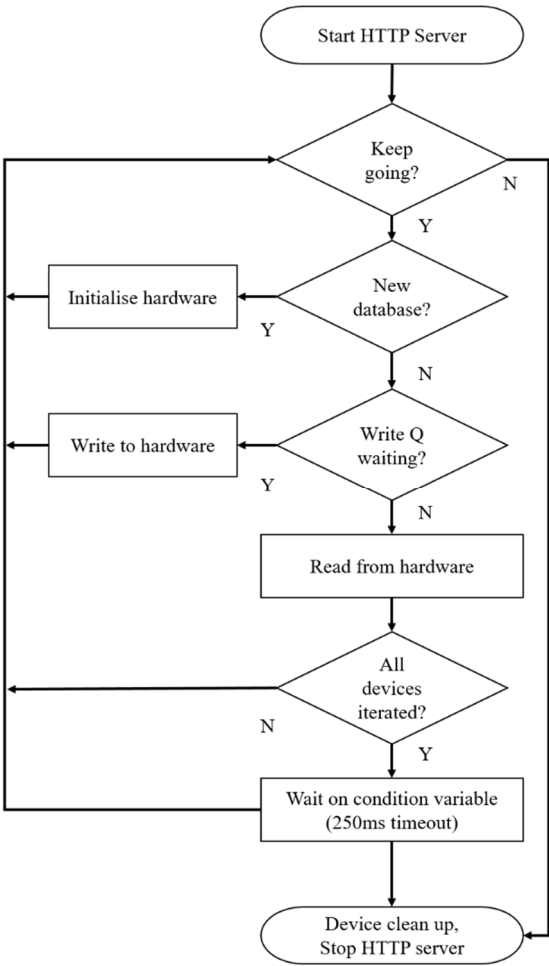 Start HTTP Server
Keep
going?
N
Y
Initialise hardware
New
database?
Y
N
Write to hardware
Write Q
waiting?
Y
N
Read from hardware
All
devices
iterated?
N
Y
Wait on condition variable
(250ms timeout)
Device clean up,
Stop HTTP server